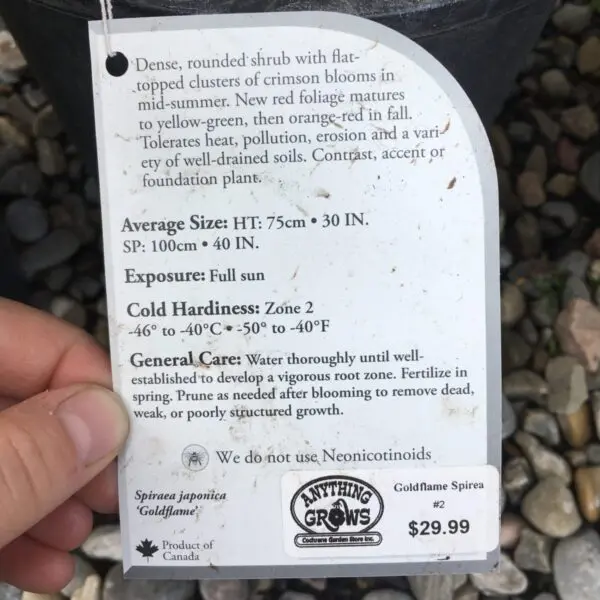 Dense, rounded shrub with flat-
topped clusters of crimson blooms in
mid-summer. New red foliage matures
to yellow-green, then orange-red in fall.
Tolerates heat, pollution, erosion and a vari-
ety of well-drained soils. Contrast, accent or
foundation plant.
Average Size: HT: 75cm • 30 IN.
SP: 100cm • 40 IN.
Exposure: Full sun
Cold Hardiness: Zone 2
-46° to -40°C • -50° to -40°F
General Care: Water thoroughly until well-
established to develop a vigorous root zone. Fertilize in
spring. Prune as needed after blooming to remove dead,
weak, or poorly structured growth.
We do not use Neonicotinoids
Spiraea japonica
'Goldflame'
Product of
Canada
ANYTHING
GROWS
Cochrane Garden Store Inc.
Goldflame Spirea
#2
$29.99